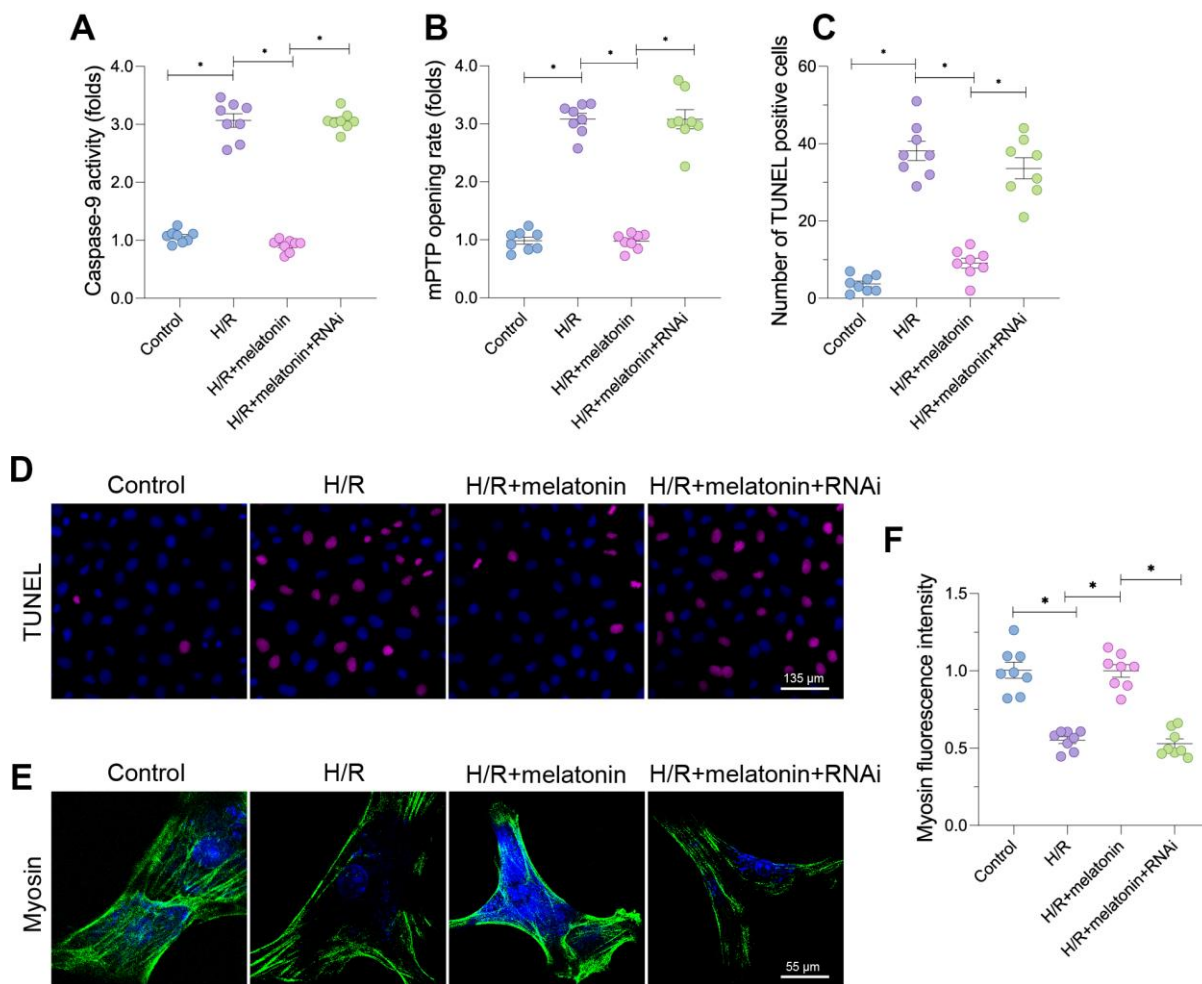 A
Caspase-9 activity (folds)
4.0
3.0
2.0
1.0
0.0
*
*
*
Control
H/R
H/R+melatonin
H/R+melatonin+RNAi
B
mPTP opening rate (folds)
4.0
3.0
2.0
1.0
0.0
*
*
*
Control
H/R
H/R+melatonin
H/R+melatonin+RNAi
C
Number of TUNEL positive cells
60
40
20
0
*
*
*
Control
H/R
H/R+melatonin
H/R+melatonin+RNAi
D
Control
H/R
H/R+melatonin
H/R+melatonin+RNAi
TUNEL
135 µm
E
Control
H/R
H/R+melatonin
H/R+melatonin+RNAi
Myosin
55 µm
F
Myosin fluorescence intensity
1.5
1.0
0.5
0.0
*
*
*
Control
H/R
H/R+melatonin
H/R+melatonin+RNAi